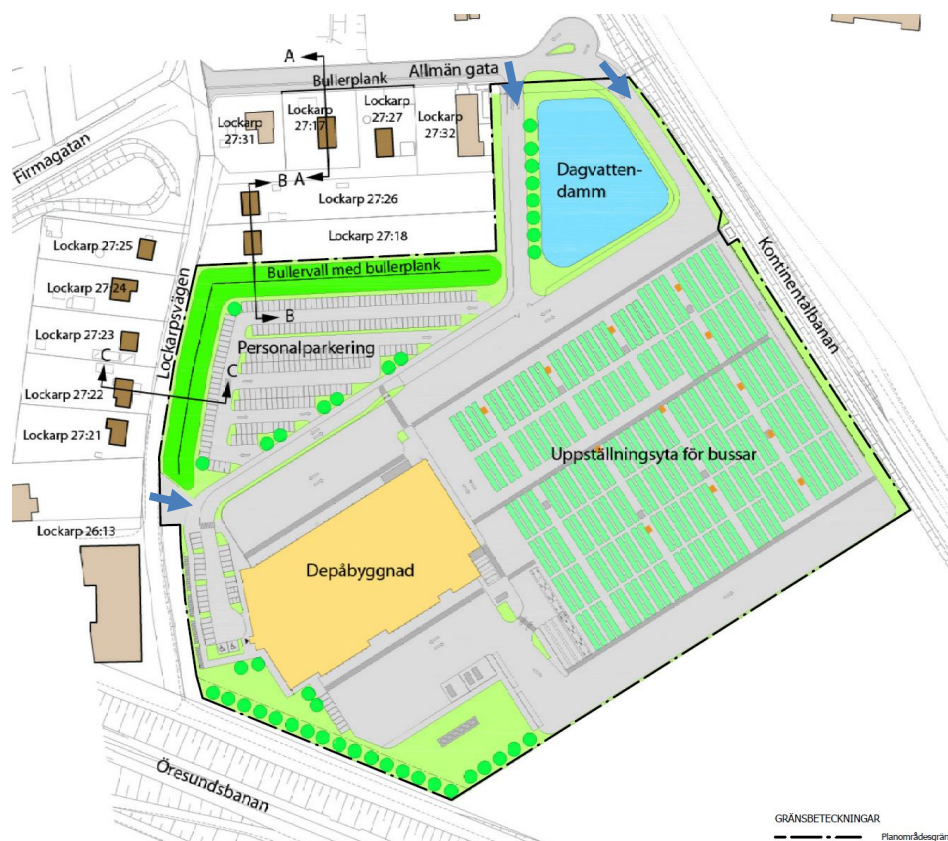 A
Allmän gata
Bullerplank
Lockarp
27:31
Lockarp
27:17
Lockarp
27:27
Lockarp
27:32
Firmagatan
B
A
Lockarp 27:26
Dagvatten-
damm
Lockarp 27:18
Lockarp 27:25
Kontinentalbanan
Bullervall med bullerplank
Lockarp 27:24
Lockarpsvägen
B
Lockarp 27:23
Personalparkering
C
C
Lockarp 27:22
Lockarp 27:21
Uppställningsyta för bussar
Lockarp 26:13
Depåbyggnad
Öresundsbanan
GRÄNSBETECKNINGAR
Planområdesgrän